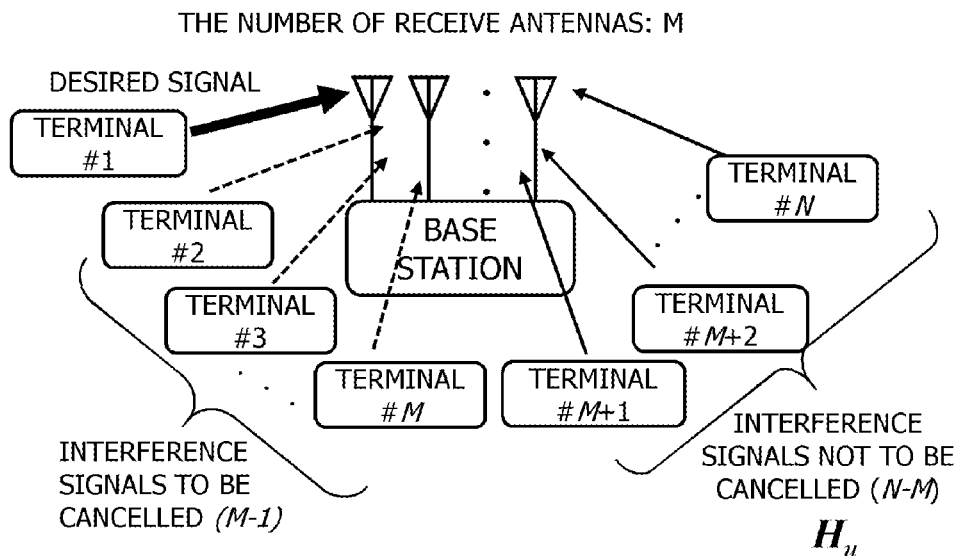 THE NUMBER OF RECEIVE ANTENNAS: M
DESIRED SIGNAL
TERMINAL
#1
TERMINAL
#2
TERMINAL
#3
TERMINAL
#M
BASE
STATION
TERMINAL
#N
TERMINAL
#M+2
TERMINAL
#M+1
INTERFERENCE
SIGNALS TO BE
CANCELLED (M-1)
INTERFERENCE
SIGNALS NOT TO BE
CANCELLED (N-M)
H_u